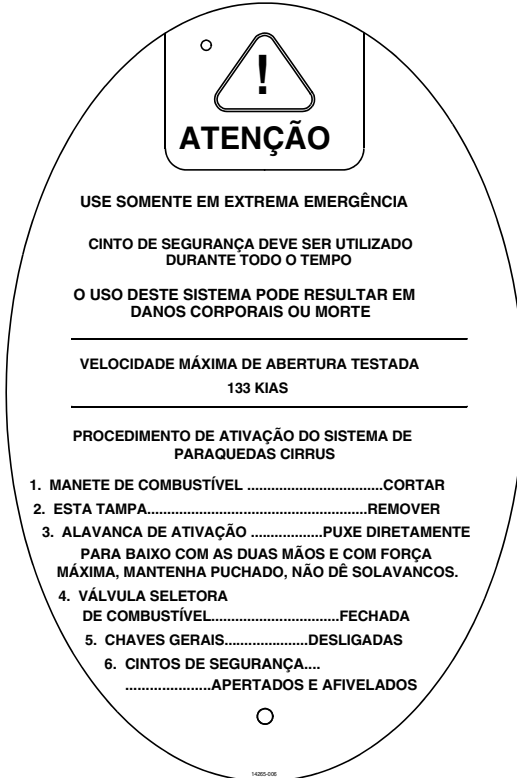 !
ATENÇÃO
USE SOMENTE EM EXTREMA EMERGÊNCIA
CINTO DE SEGURANÇA DEVE SER UTILIZADO
DURANTE TODO O TEMPO
O USO DESTE SISTEMA PODE RESULTAR EM
DANOS CORPORAIS OU MORTE
VELOCIDADE MÁXIMA DE ABERTURA TESTADA
133 KIAS
PROCEDIMENTO DE ATIVAÇÃO DO SISTEMA DE
PARAQUEDAS CIRRUS
1. MANETE DE COMBUSTÍVEL ..................................CORTAR
2. ESTA TAMPA.......................................................REMOVER
3. ALAVANCA DE ATIVAÇÃO ..................PUXE DIRETAMENTE
PARA BAIXO COM AS DUAS MÃOS E COM FORÇA
MÁXIMA, MANTENHA PUCHADO, NÃO DÊ SOLAVANCOS.
4. VÁLVULA SELETORA
DE COMBUSTÍVEL................................FECHADA
5. CHAVES GERAIS.....................DESLIGADAS
6. CINTOS DE SEGURANÇA....
......................APERTADOS E AFIVELADOS
14265-006